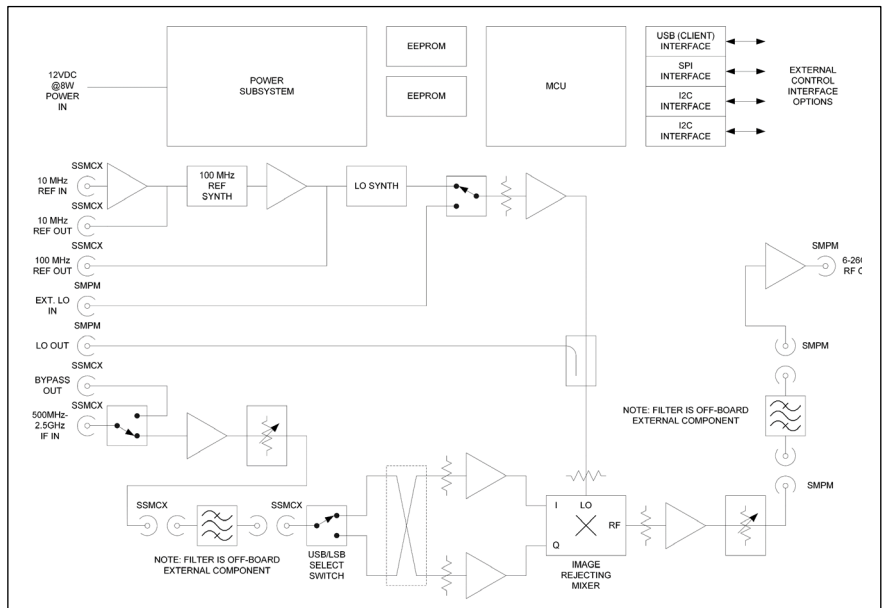 12VDC
@8W
POWER
IN
POWER
SUBSYSTEM
EEPROM
EEPROM
MCU
USB (CLIENT)
INTERFACE
SPI
INTERFACE
I2C
INTERFACE
I2C
INTERFACE
EXTERNAL
CONTROL
INTERFACE
OPTIONS
SSMCX
10 MHz
REF IN
SSMCX
10 MHz
REF OUT
SSMCX
100 MHz
REF OUT
SMPM
EXT. LO
IN
SMPM
LO OUT
SSMCX
BYPASS
OUT
SSMCX
500MHz-
2.5GHz
IF IN
100 MHz
REF
SYNTH
LO SYNTH
SMPM
6-26
RF
SMPM
NOTE: FILTER IS OFF-BOARD
EXTERNAL COMPONENT
SMPM
SSMCX
SSMCX
NOTE: FILTER IS OFF-BOARD
EXTERNAL COMPONENT
USB/LSB
SELECT
SWITCH
I
LO
RF
Q
IMAGE
REJECTING
MIXER